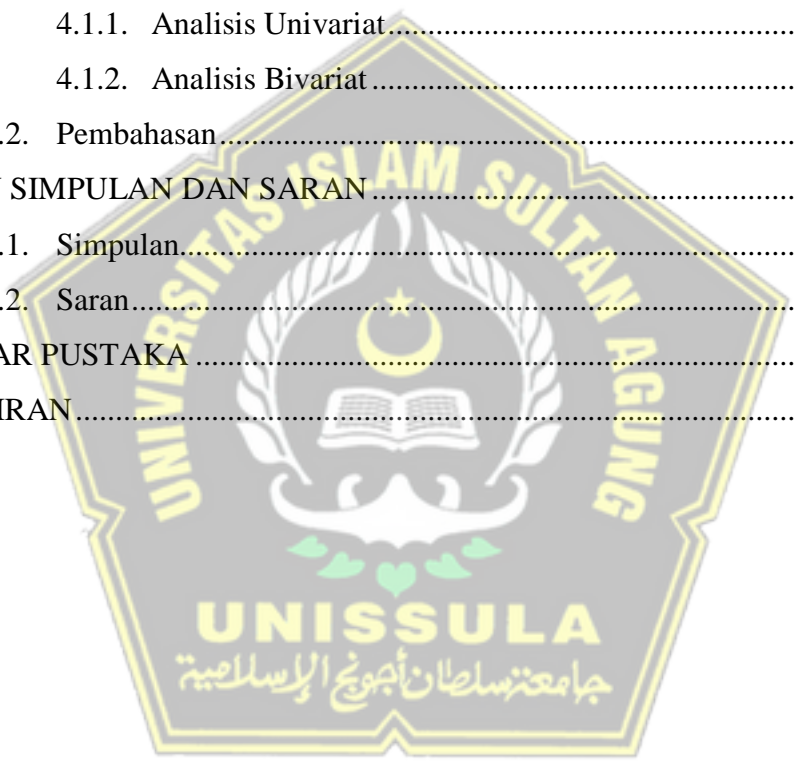 4.1.1. Analisis Univariat..........................................................
4.1.2. Analisis Bivariat..........................................................
.2. Pembahasan..........................................................
SIMPULAN DAN SARAN..........................................................
.1. Simpulan..........................................................
.2. Saran..........................................................
AR PUSTAKA..........................................................
IRAN..........................................................
UNIVERSITAS ISLAM SULTAN AGUNG
UNISSULA
جامعة سلطان أجونج الإسلامية